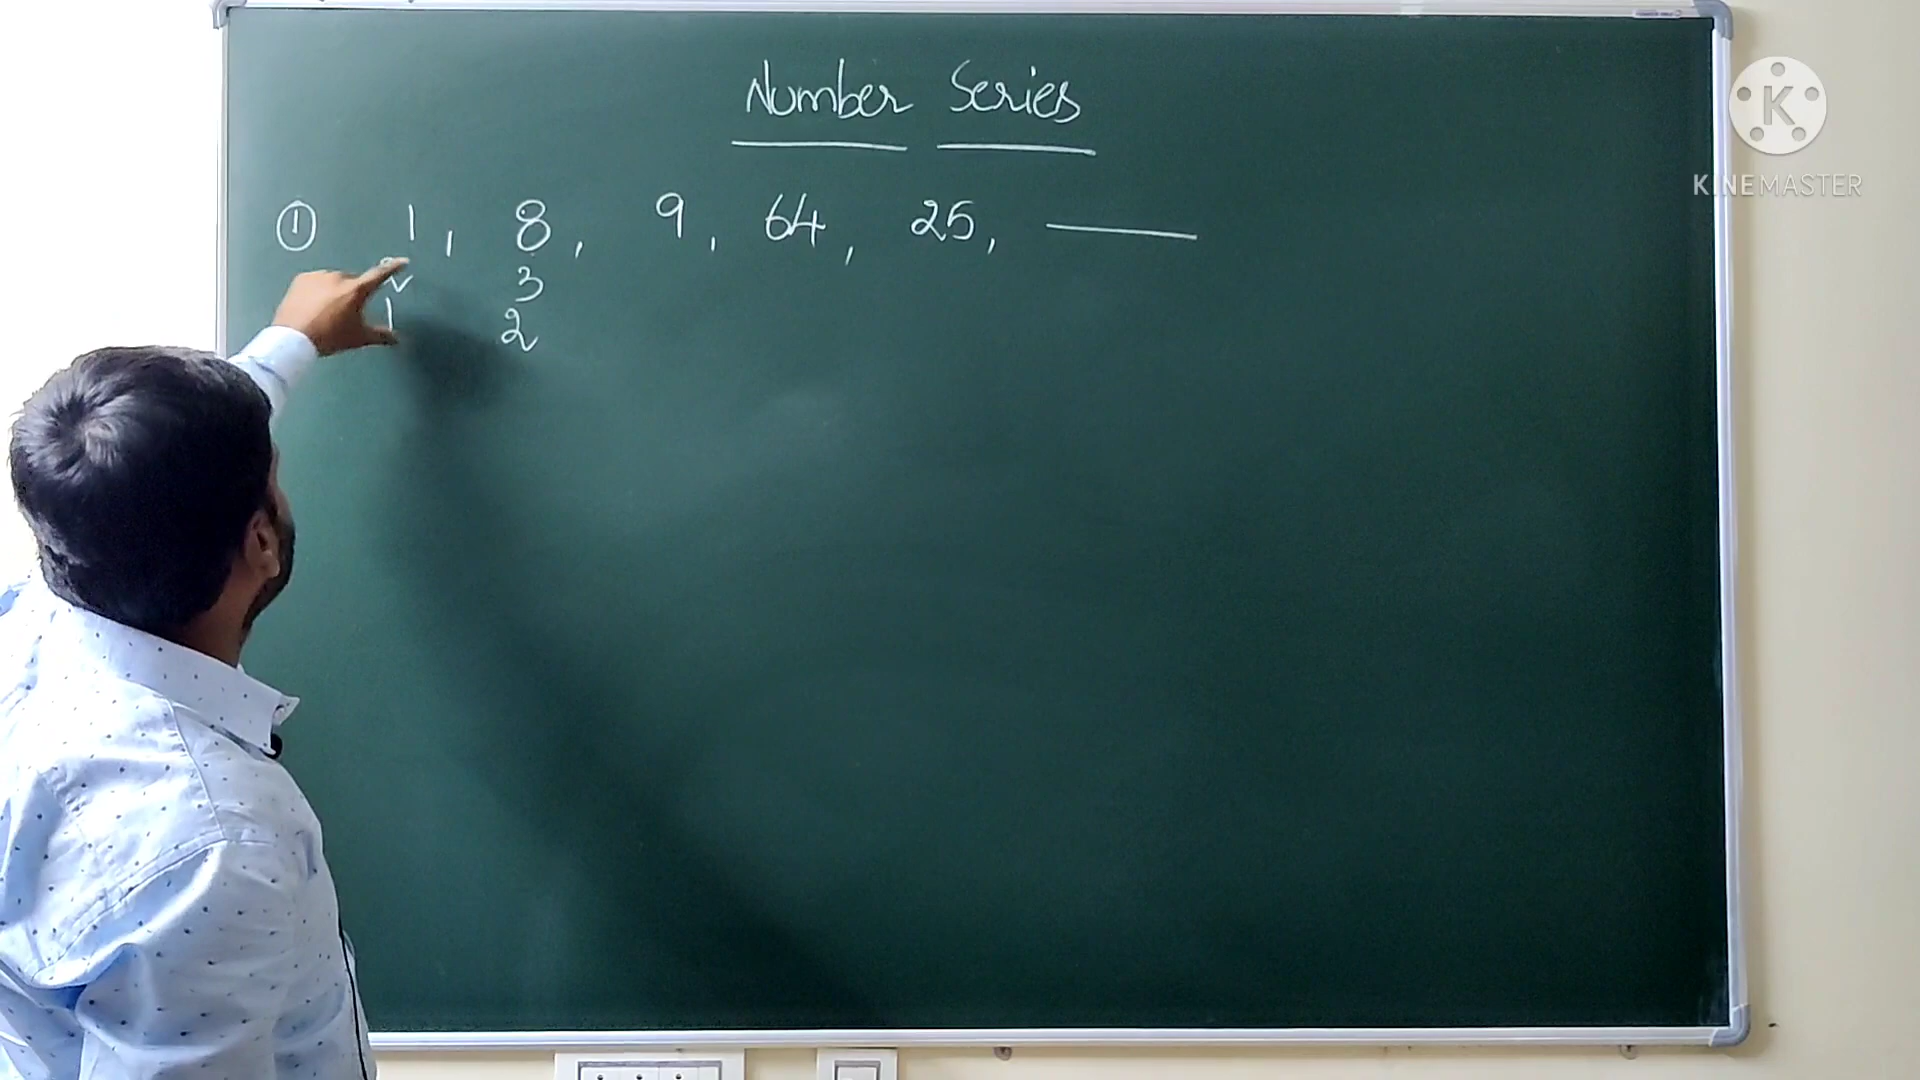 Number Series
① 1, 8, 9, 64, 25, ____
3
1 2
K
KINEMASTER